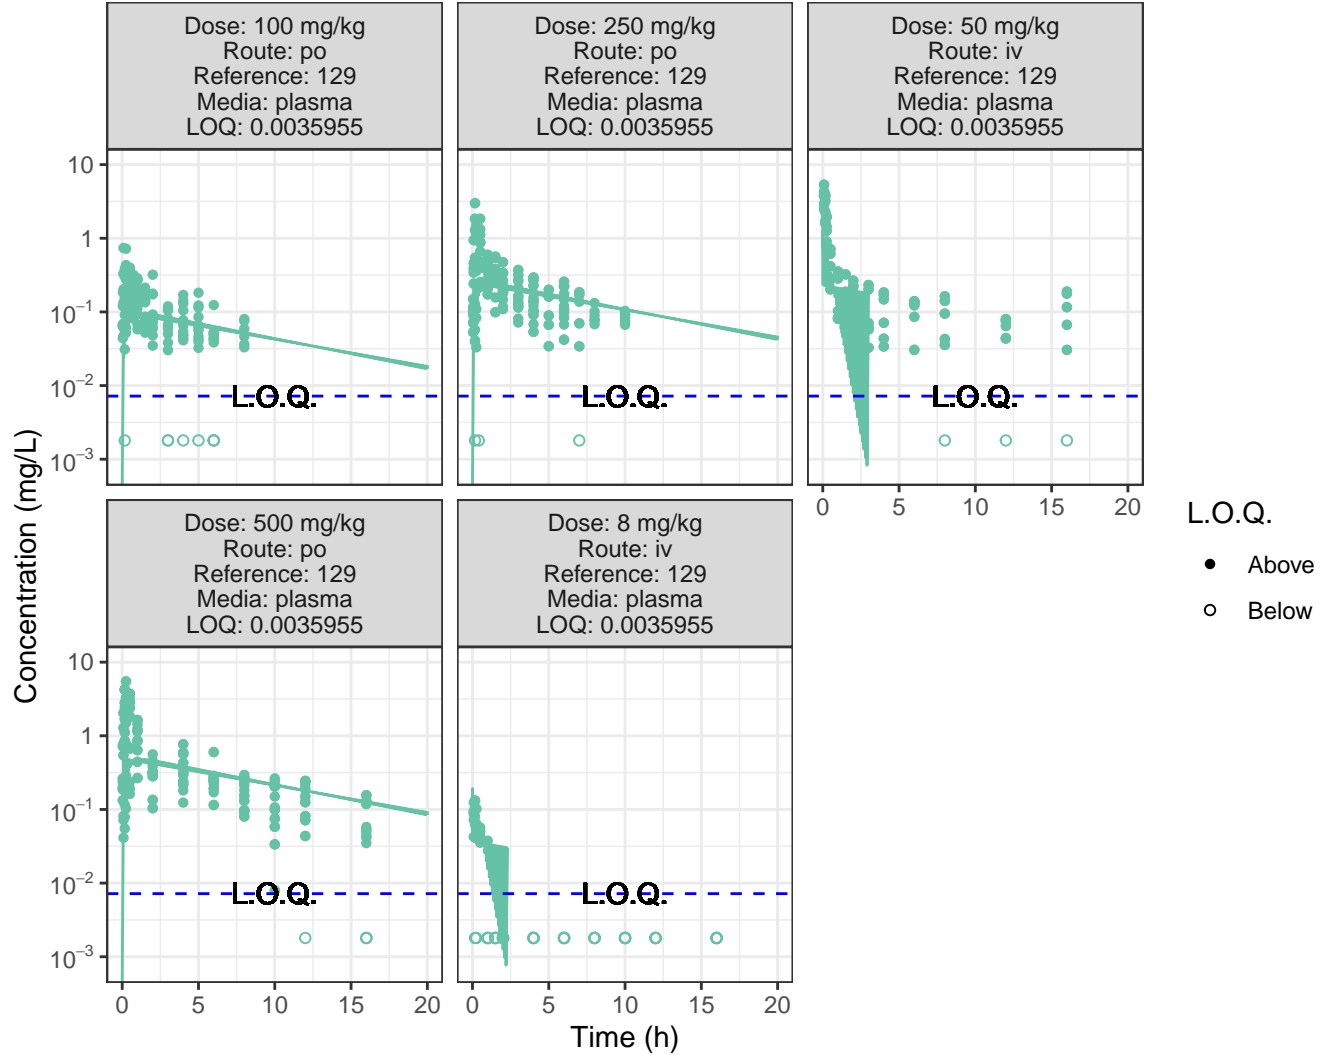 Dose: 100 mg/kg
Route: po
Reference: 129
Media: plasma
LOQ: 0.0035955
Dose: 250 mg/kg
Route: po
Reference: 129
Media: plasma
LOQ: 0.0035955
Dose: 50 mg/kg
Route: iv
Reference: 129
Media: plasma
LOQ: 0.0035955
10
1
10⁻¹
10⁻²
10⁻³
L.O.Q.
L.O.Q.
L.O.Q.
0 5 10 15 20
Dose: 500 mg/kg
Route: po
Reference: 129
Media: plasma
LOQ: 0.0035955
Dose: 8 mg/kg
Route: iv
Reference: 129
Media: plasma
LOQ: 0.0035955
10
1
10⁻¹
10⁻²
10⁻³
L.O.Q.
L.O.Q.
0 5 10 15 20
0 5 10 15 20
Time (h)
Concentration (mg/L)
L.O.Q.
Above
Below